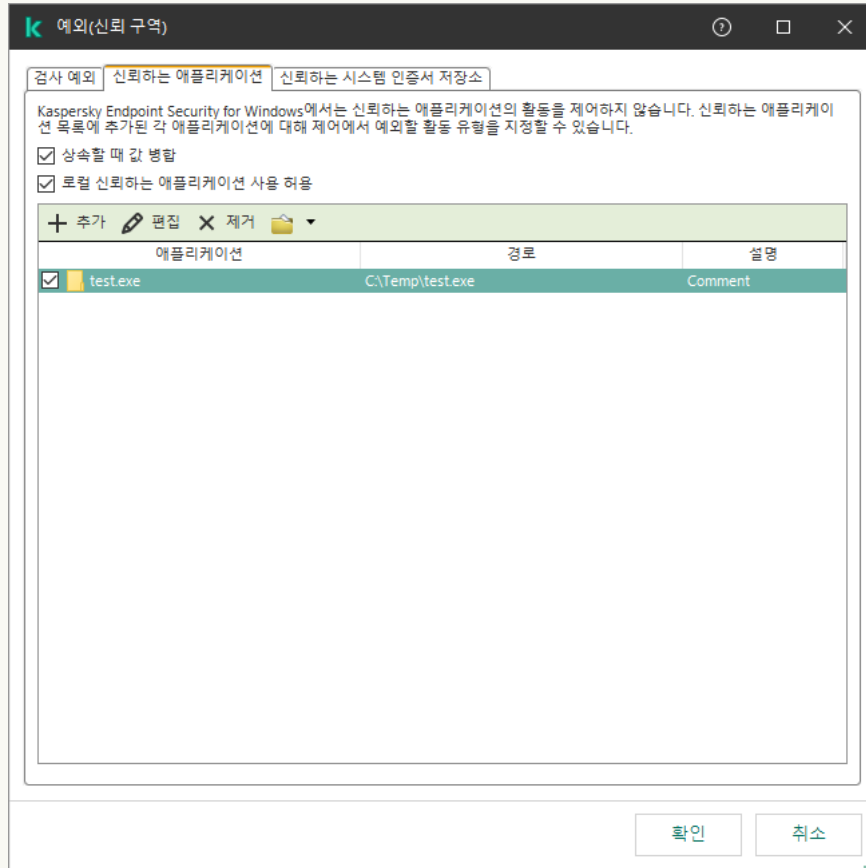 예외(신뢰 구역)
검사 예외 신뢰하는 애플리케이션 신뢰하는 시스템 인증서 저장소
Kaspersky Endpoint Security for Windows에서는 신뢰하는 애플리케이션의 활동을 제어하지 않습니다. 신뢰하는 애플리케이
션 목록에 추가된 각 애플리케이션에 대해 제어에서 예외할 활동 유형을 지정할 수 있습니다.
상속할 때 값 병합
로컬 신뢰하는 애플리케이션 사용 허용
추가 편집 제거
애플리케이션 경로 설명
test.exe C:\Temp\test.exe Comment
확인 취소